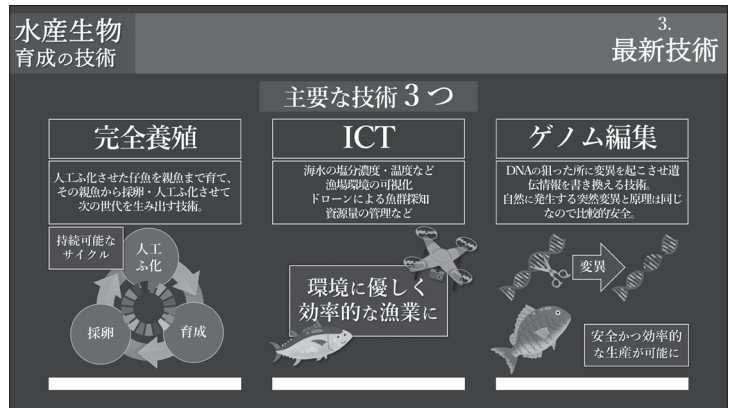 水産生物
育成の技術
3.
最新技術
主要な技術３つ
完全養殖
人工ふ化させた仔魚を親魚まで育て、
その親魚から採卵・人工ふ化させて
次の世代を生み出す技術。
持続可能な
サイクル
人工
ふ化
採卵
育成
ICT
海水の塩分濃度・温度など
漁場環境の可視化
ドローンによる魚群探知
資源量の管理など
環境に優しく
効率的な漁業に
ゲノム編集
DNAの狙った所に変異を起こさせ遺
伝情報を書き換える技術。
自然に発生する突然変異と原理は同じ
なので比較的安全。
変異
安全かつ効率的
な生産が可能に